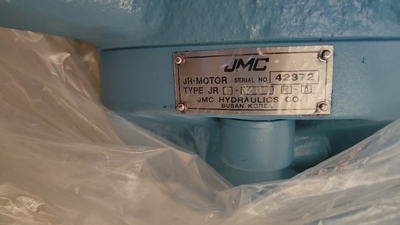 JMC
JR-MOTOR SERIAL NO 42372
TYPE JR
JMC HYDRAULICS CO.
BUSAN KOREA